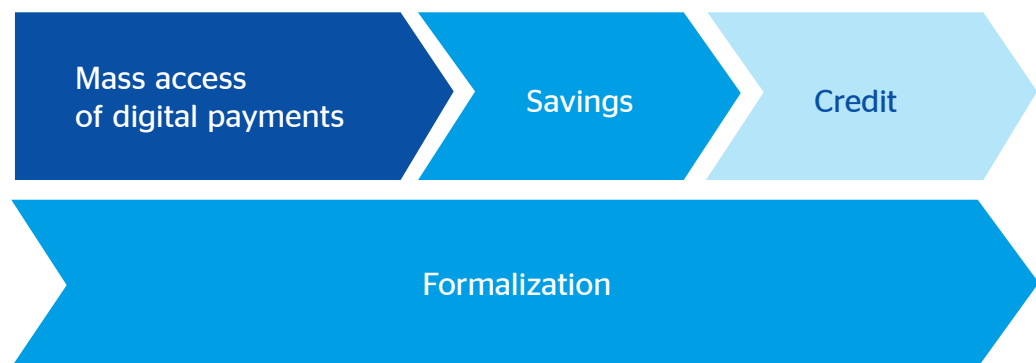 Mass access
of digital payments
Savings
Credit
Formalization